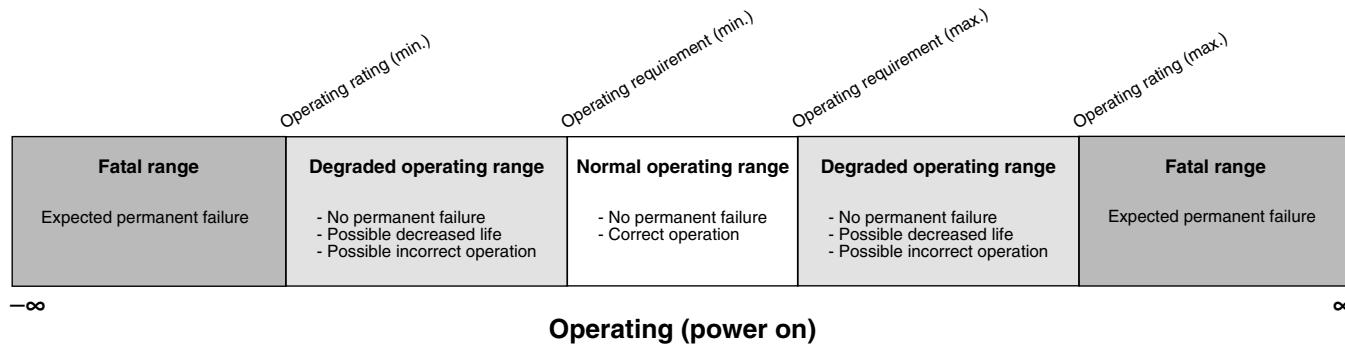 Operating rating (min.)
Operating requirement (min.)
Operating requirement (max.)
Operating rating (max.)
Fatal range
Expected permanent failure
Degraded operating range
- No permanent failure
- Possible decreased life
- Possible incorrect operation
Normal operating range
- No permanent failure
- Correct operation
Degraded operating range
- No permanent failure
- Possible decreased life
- Possible incorrect operation
Fatal range
Expected permanent failure
–∞
∞
Operating (power on)